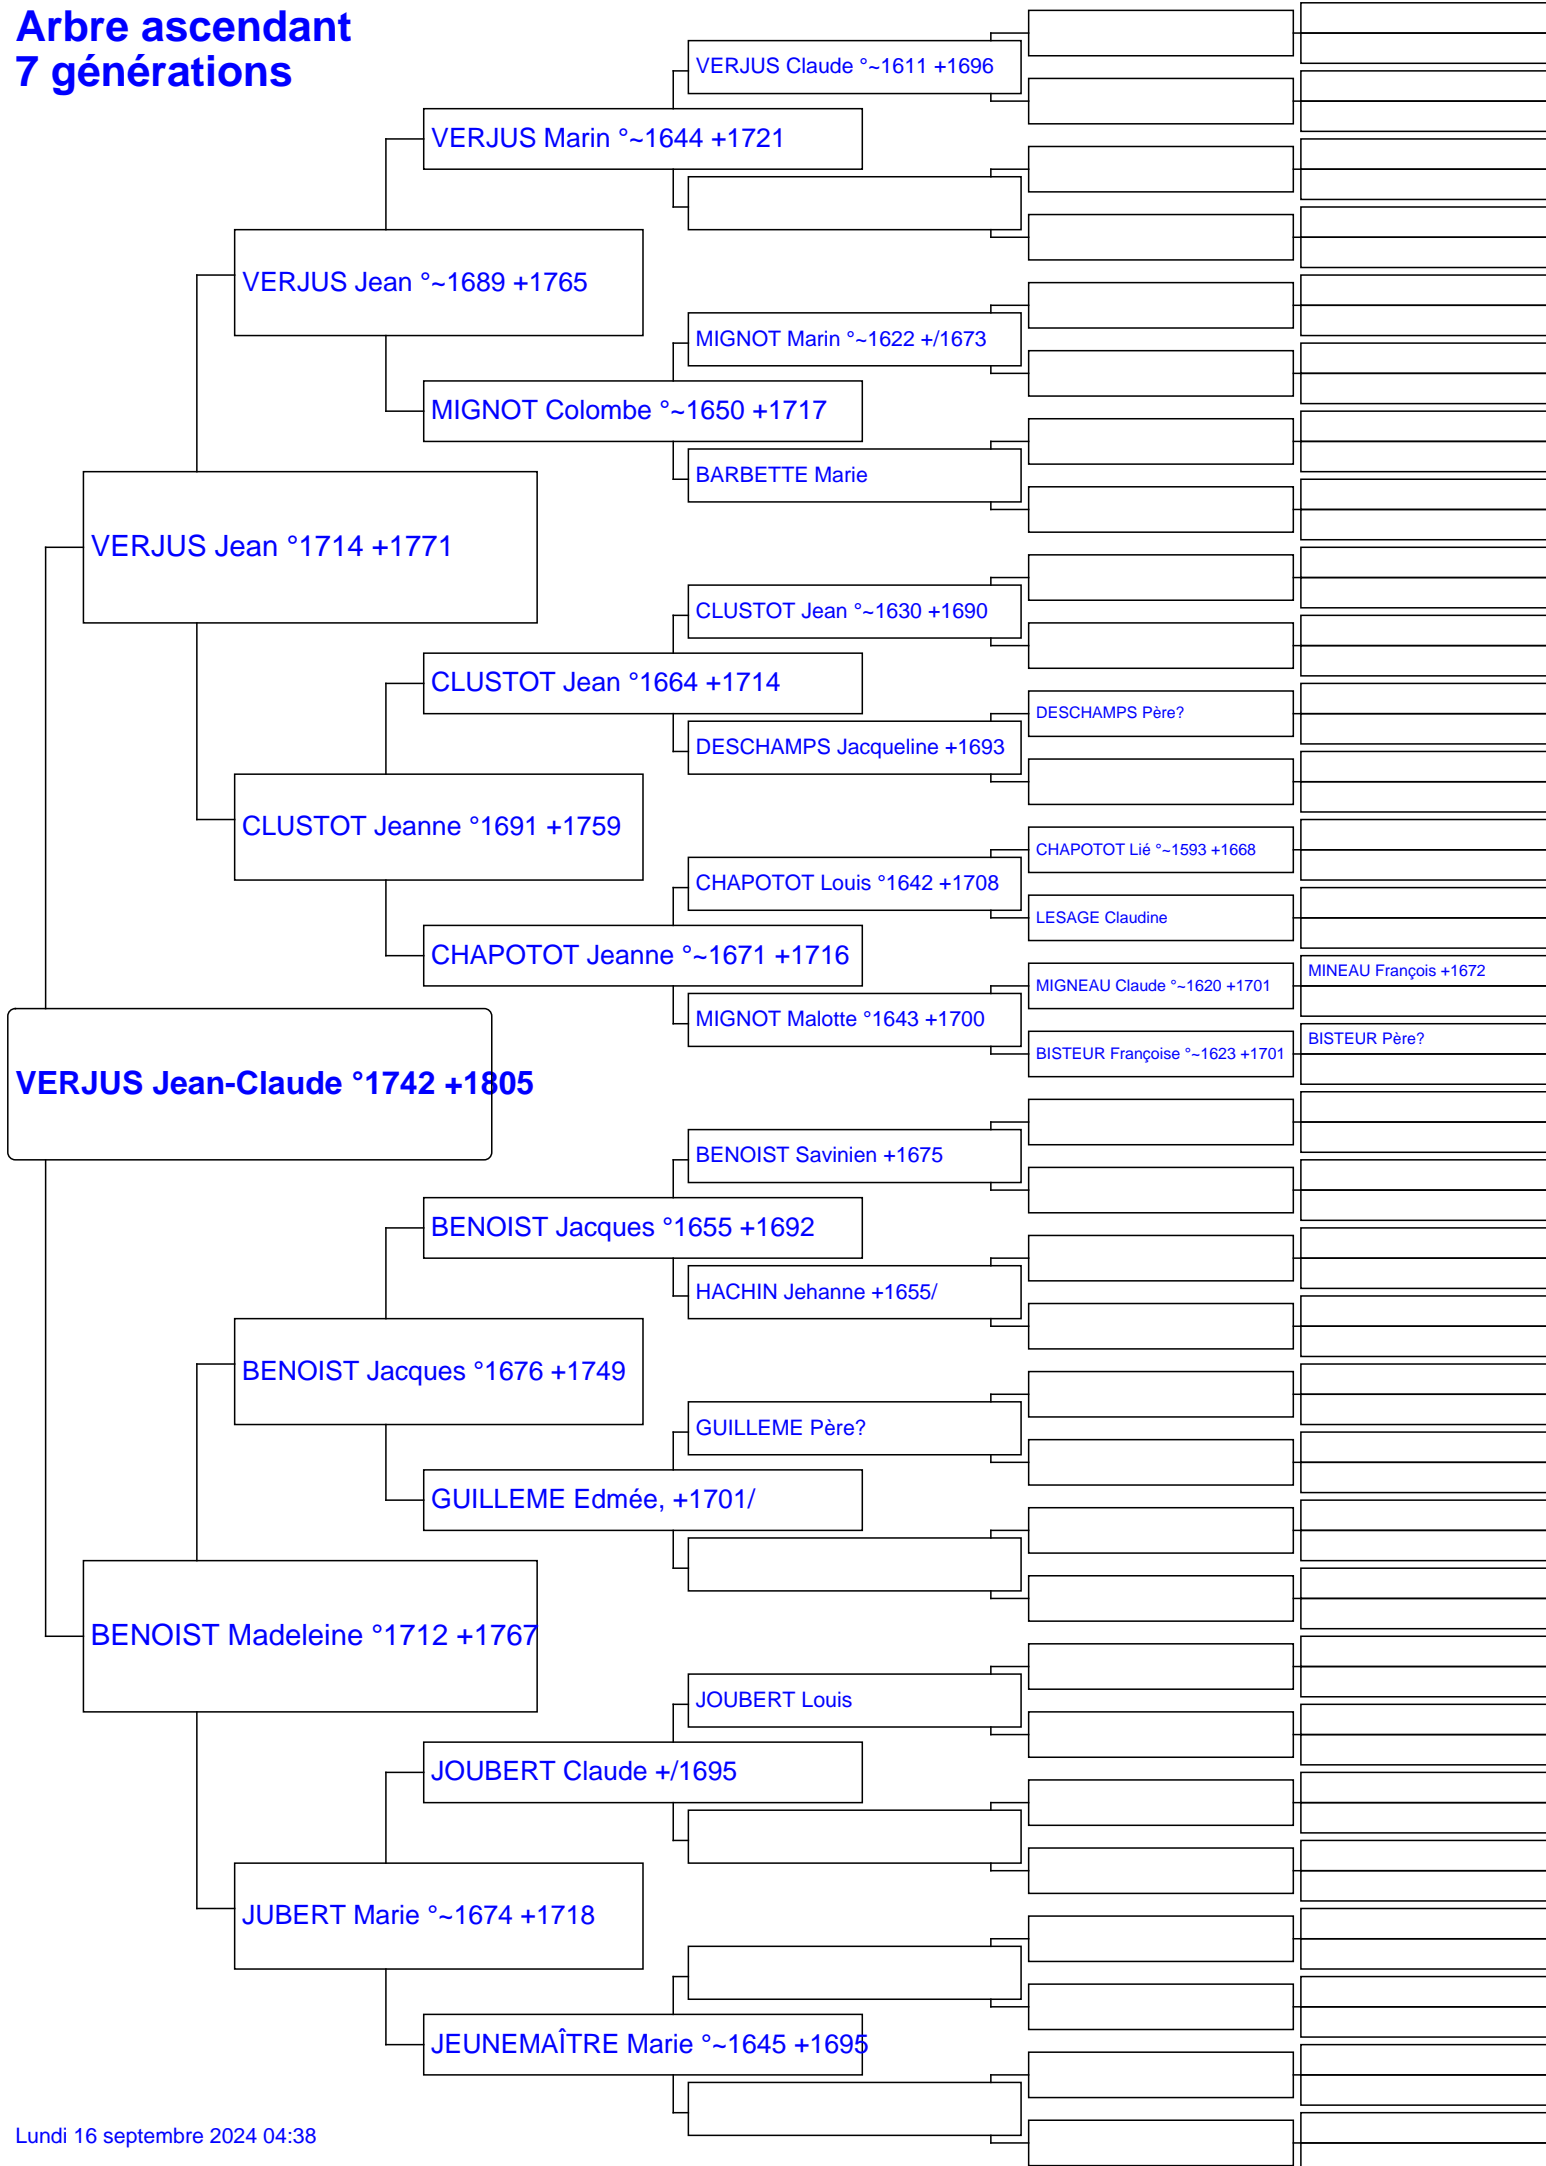 Arbre ascendant
7 générations
VERJUS Claude °~1611 +1696
VERJUS Marin °~1644 +1721
VERJUS Jean °~1689 +1765
MIGNOT Marin °~1622 +/1673
MIGNOT Colombe °~1650 +1717
BARBETTE Marie
VERJUS Jean °1714 +1771
CLUSTOT Jean °~1630 +1690
CLUSTOT Jean °1664 +1714
DESCHAMPS Père?
DESCHAMPS Jacqueline +1693
CLUSTOT Jeanne °1691 +1759
CHAPOTOT Lié °~1593 +1668
CHAPOTOT Louis °1642 +1708
LESAGE Claudine
CHAPOTOT Jeanne °~1671 +1716
MINEAU François +1672
MIGNEAU Claude °~1620 +1701
MIGNOT Malotte °1643 +1700
BISTEUR Père?
BISTEUR Françoise °~1623 +1701
VERJUS Jean-Claude °1742 +1805
BENOIST Savinien +1675
BENOIST Jacques °1655 +1692
HACHIN Jehanne +1655/
BENOIST Jacques °1676 +1749
GUILLEME Père?
GUILLEME Edmée, +1701/
BENOIST Madeleine °1712 +1767
JOUBERT Louis
JOUBERT Claude +/1695
JUBERT Marie °~1674 +1718
JEUNEMAÎTRE Marie °~1645 +1695
Lundi 16 septembre 2024 04:38